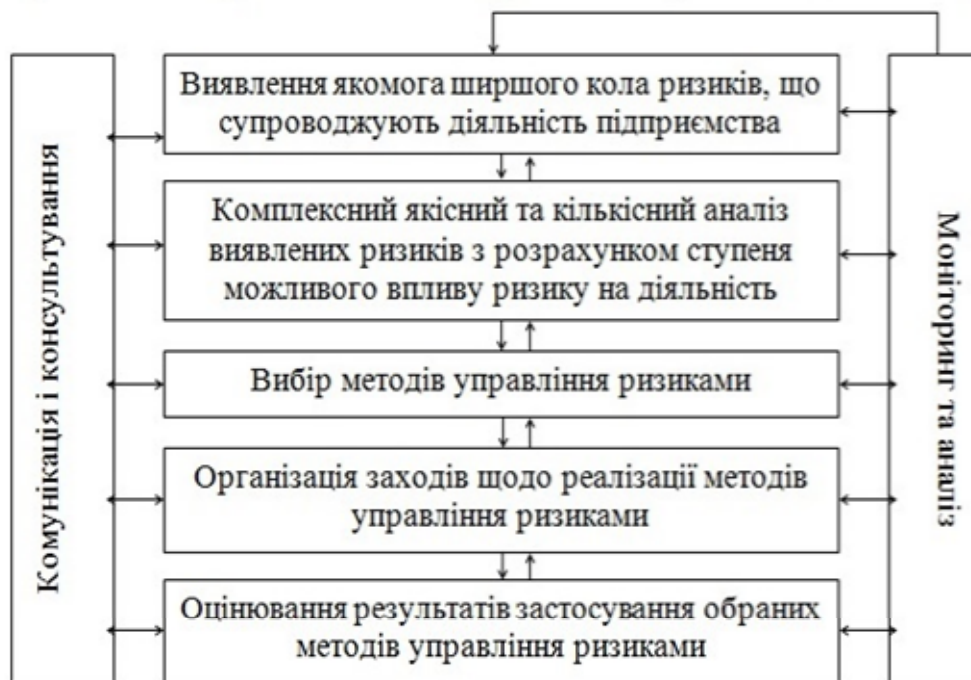 Комунікація і консультування
Виявлення якомога ширшого кола ризиків, що
супроводжують діяльність підприємства
Комплексний якісний та кількісний аналіз
виявлених ризиків з розрахунком ступеня
можливого впливу ризику на діяльність
Вибір методів управління ризиками
Організація заходів щодо реалізації методів
управління ризиками
Оцінювання результатів застосування обраних
методів управління ризиками
Моніторинг та аналіз